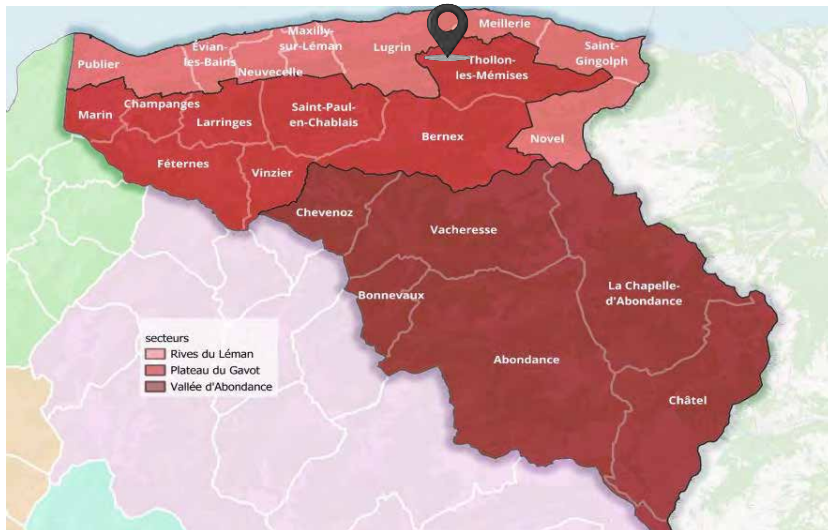 Publier
Évian-
les-Bains
Maxilly-
sur-Léman
Neuvecelle
Lugrin
Meillerie
Saint-
Gingolph
Thollon-
les-Mémises
Marin
Champanges
Larringes
Saint-Paul-
en-Chablais
Bernex
Novel
Féternes
Vinzier
Chevenoz
Vacheresse
Bonnevaux
La Chapelle-
d'Abondance
Abondance
Châtel
secteurs
Rives du Léman
Plateau du Gavot
Vallée d'Abondance